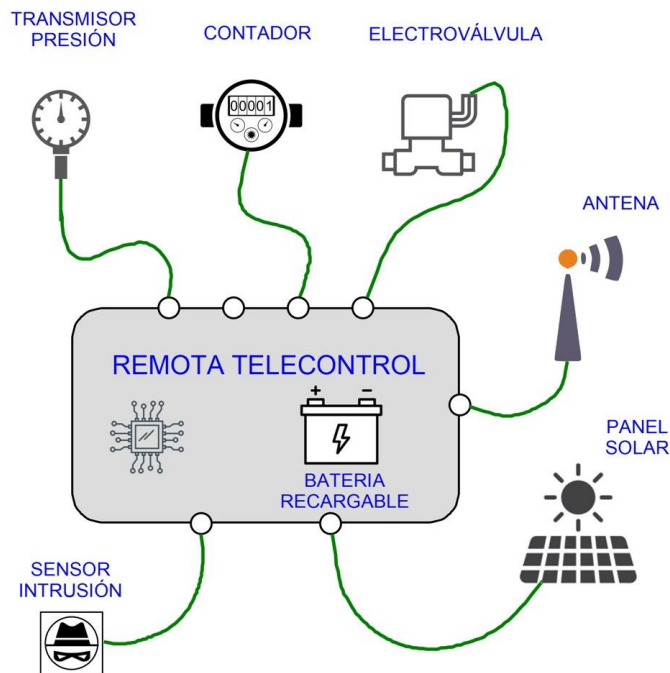 TRANSMISOR
PRESIÓN
CONTADOR
ELECTROVÁLVULA
00001
ANTENA
REMOTA TELECONTROL
+ −
BATERIA
RECARGABLE
PANEL
SOLAR
SENSOR
INTRUSIÓN